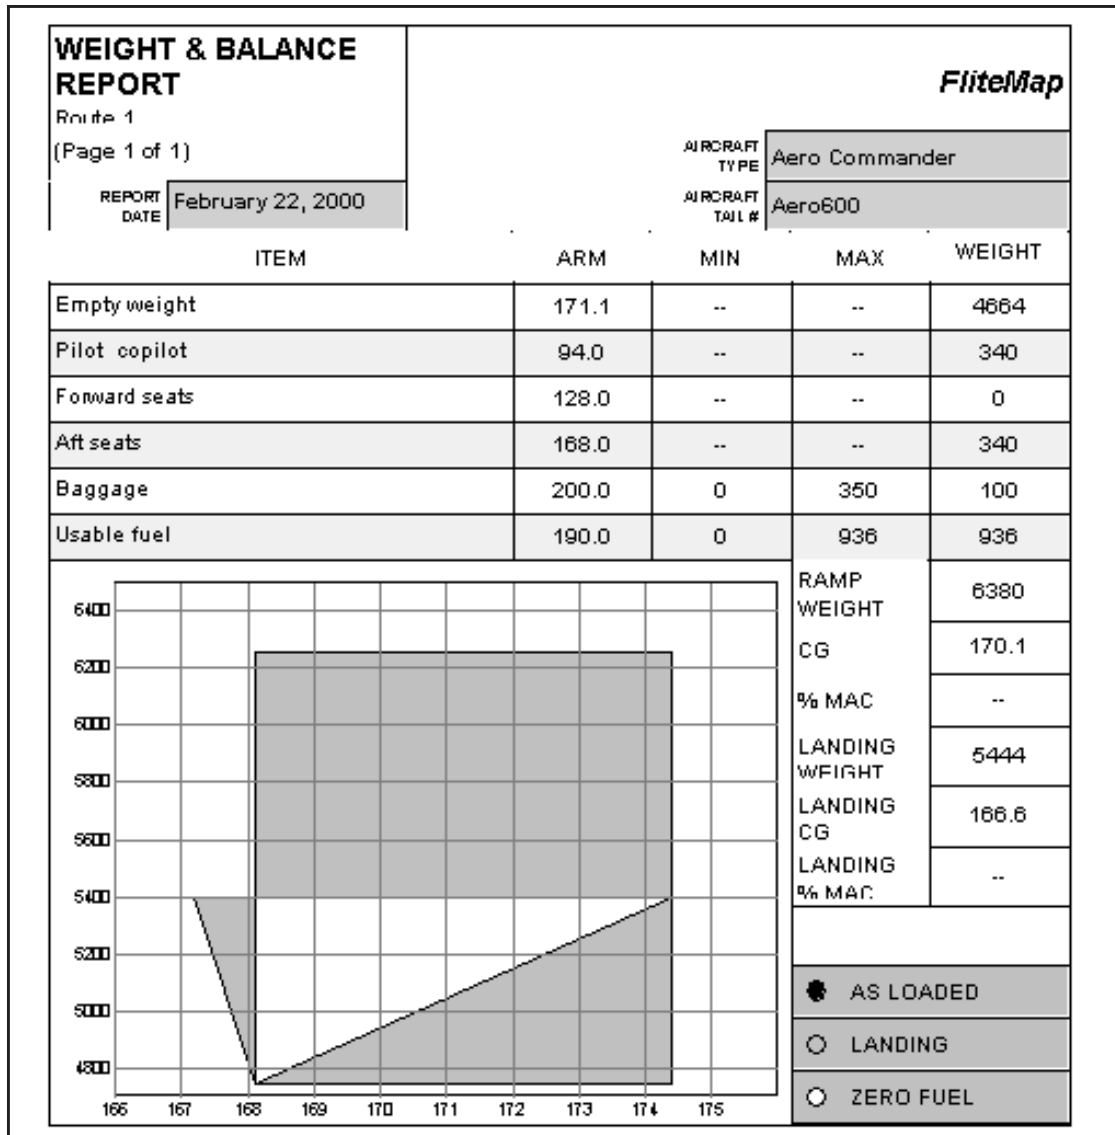 WEIGHT & BALANCE
REPORT
Route 1
(Page 1 of 1)
REPORT DATE February 22, 2000
FliteMap
AIRCRAFT TYPE Aero Commander
AIRCRAFT TAIL # Aero600
ITEM ARM MIN MAX WEIGHT
Empty weight 171.1 -- -- 4664
Pilot copilot 94.0 -- -- 340
Forward seats 128.0 -- -- 0
Aft seats 168.0 -- -- 340
Baggage 200.0 0 350 100
Usable fuel 190.0 0 936 936
RAMP WEIGHT 6380
CG 170.1
% MAC --
LANDING WEIGHT 5444
LANDING CG 166.6
LANDING % MAC --
6400
6200
6000
5800
5600
5400
5200
5000
4800
166 167 168 169 170 171 172 173 174 175
AS LOADED
LANDING
ZERO FUEL